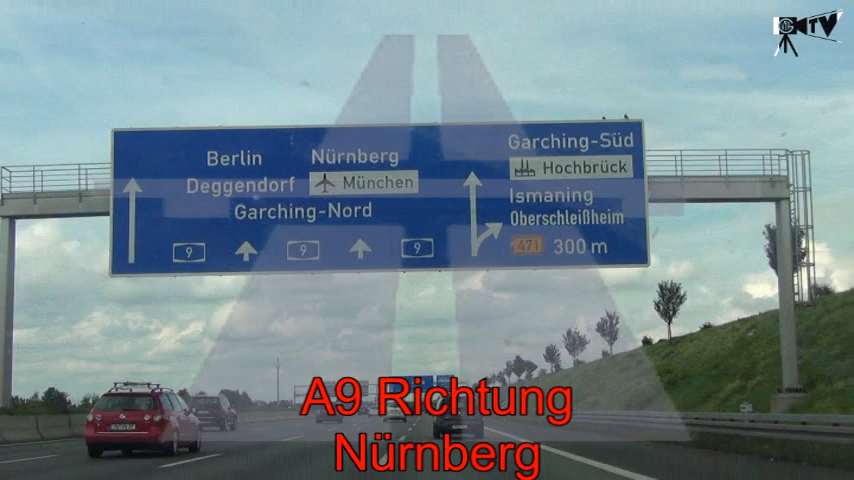 TV
Berlin
Deggendorf
Nürnberg
München
Garching-Nord
9
9
9
Garching-Süd
Hochbrück
Ismaning
Oberschleißheim
471 300 m
A9 Richtung
Nürnberg